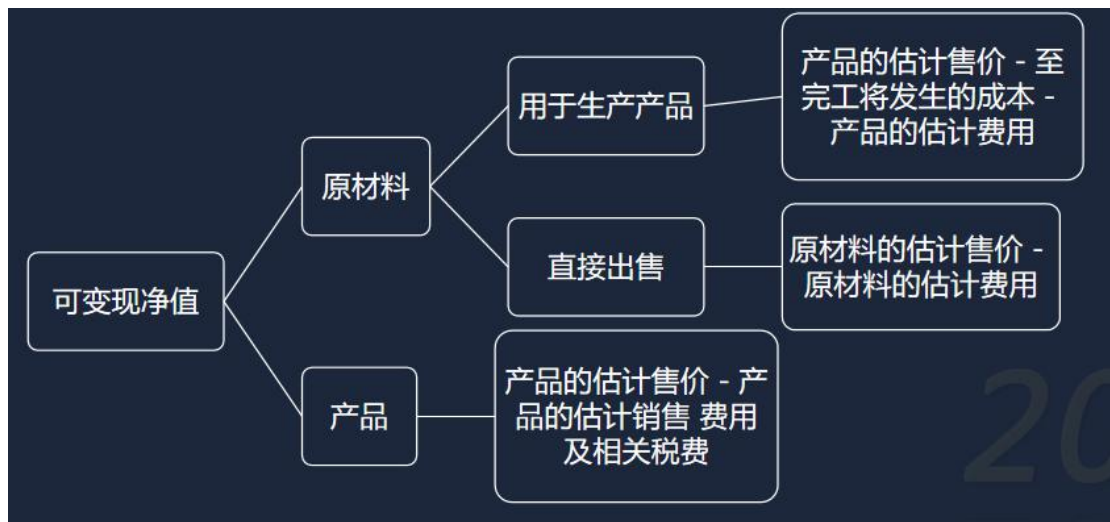 产品的估计售价 - 至
完工将发生的成本 -
产品的估计费用
用于生产产品
原材料
直接出售
原材料的估计售价 -
原材料的估计费用
可变现净值
产品
产品的估计售价 - 产
品的估计销售 费用
及相关税费
20